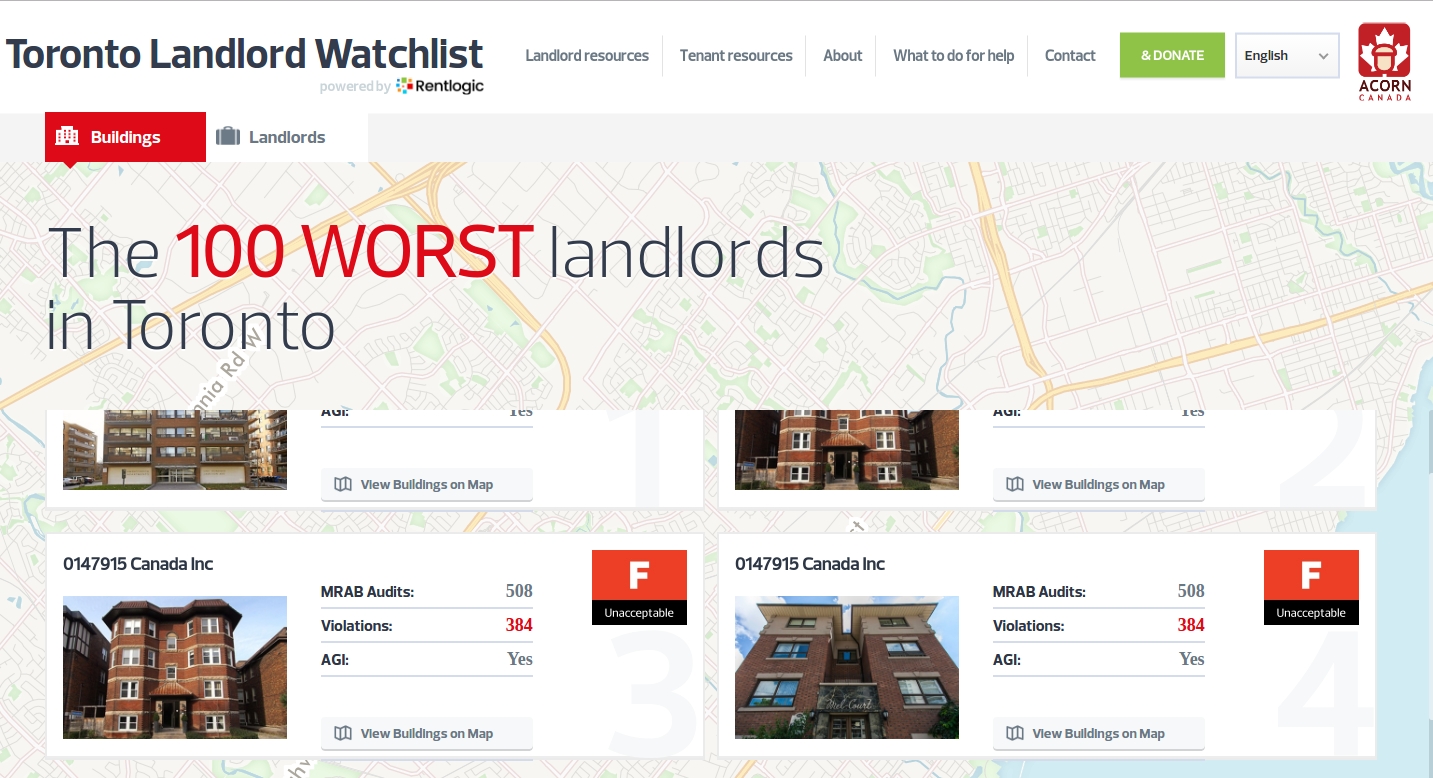 Toronto Landlord Watchlist
powered by Rentlogic
Landlord resources
Tenant resources
About
What to do for help
Contact
& DONATE
English
ACORN
CANADA
Buildings
Landlords
The 100 WORST landlords
in Toronto
AGI: Yes
1
View Buildings on Map
AGI: Yes
2
View Buildings on Map
0147915 Canada Inc
MRAB Audits: 508
Violations: 384
AGI: Yes
F
Unacceptable
3
View Buildings on Map
0147915 Canada Inc
MRAB Audits: 508
Violations: 384
AGI: Yes
F
Unacceptable
4
View Buildings on Map
Rd W